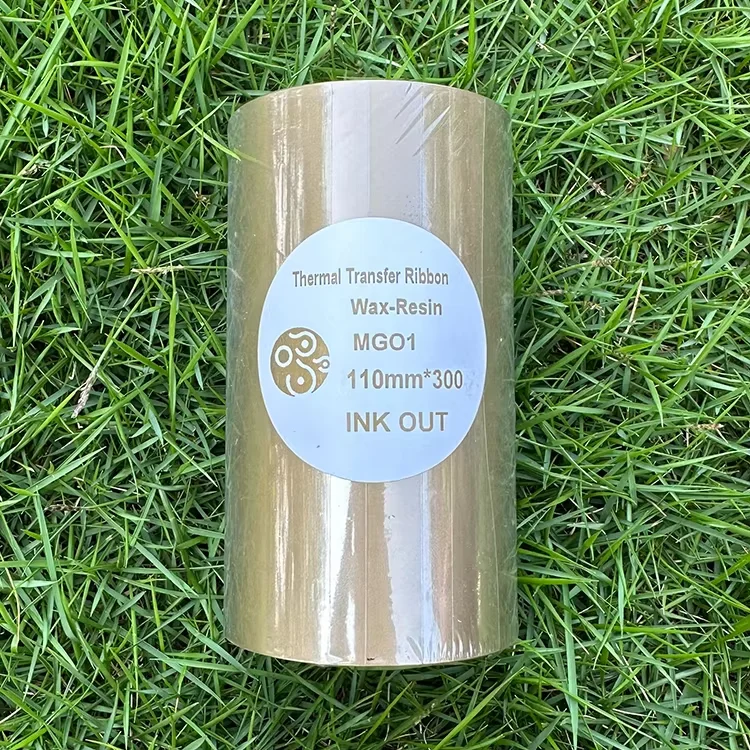 Thermal Transfer Ribbon
Wax-Resin
MGO1
110mm*300
INK OUT